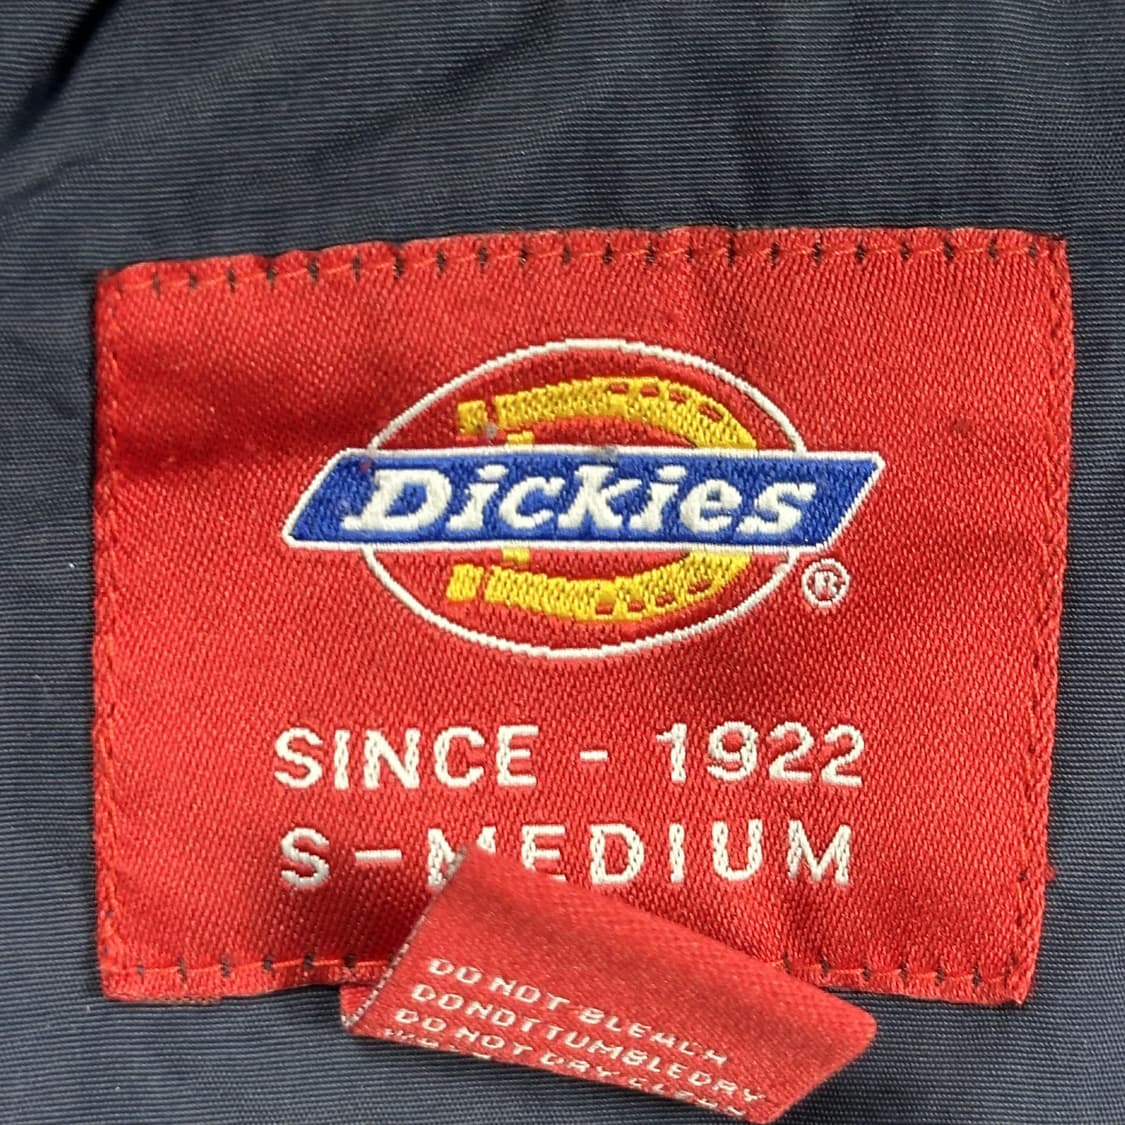 Dickies
®
SINCE - 1922
S-MEDIUM
DO NOT BLEACH
DO NOT TUMBLE DRY
DO NOT DRY CLEAN